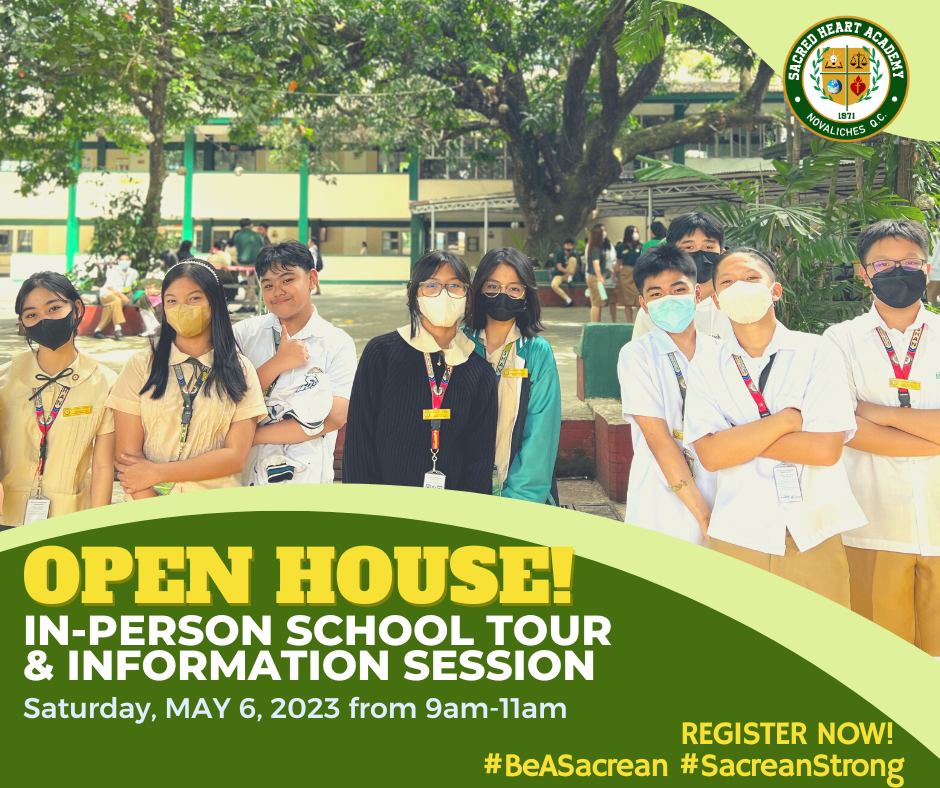 SACRED HEART ACADEMY
1971
NOVALICHES Q.C.
OPEN HOUSE!
IN-PERSON SCHOOL TOUR
& INFORMATION SESSION
Saturday, MAY 6, 2023 from 9am-11am
REGISTER NOW!
#BeASacrean #SacreanStrong